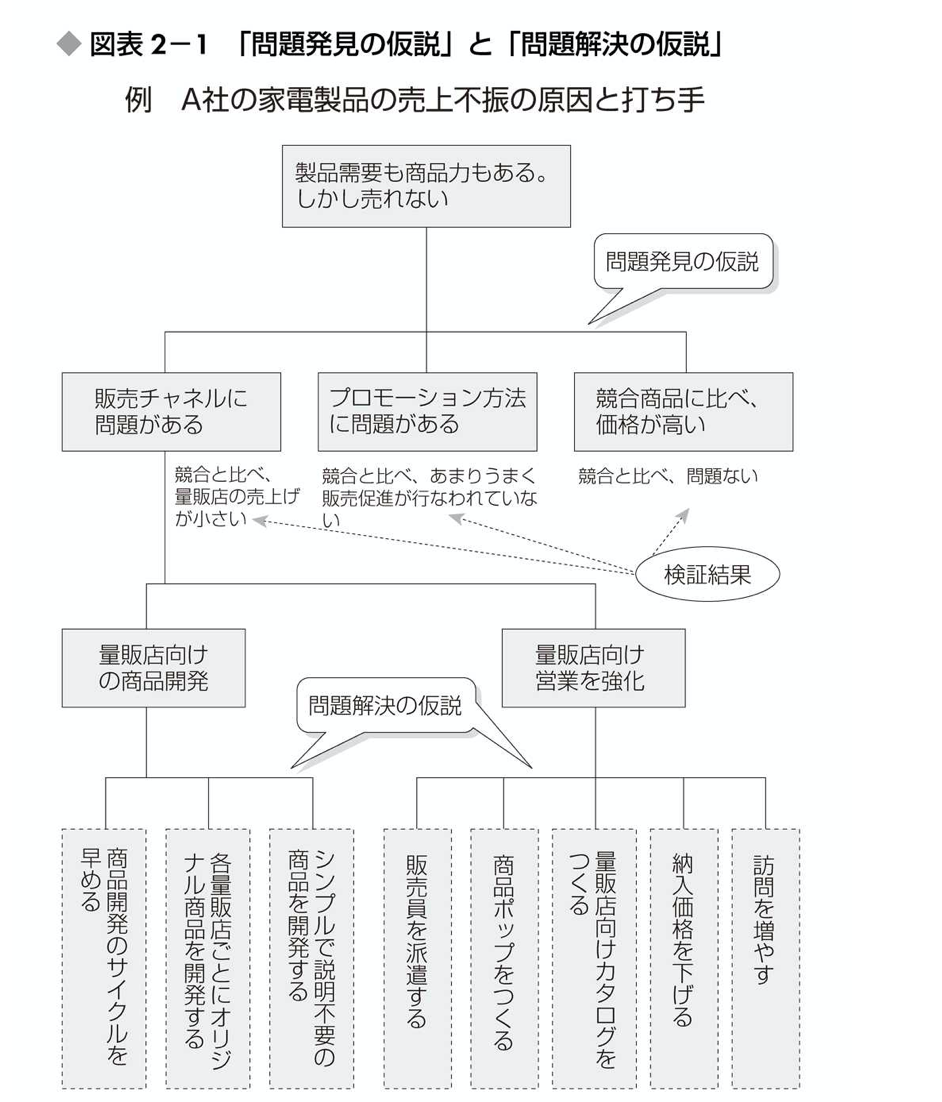 ◆ 図表2−1 「問題発見の仮説」と「問題解決の仮説」
例　A社の家電製品の売上不振の原因と打ち手
製品需要も商品力もある。
しかし売れない
問題発見の仮説
販売チャネルに
問題がある
プロモーション方法
に問題がある
競合商品に比べ、
価格が高い
競合と比べ、
量販店の売上げ
が小さい
競合と比べ、あまりうまく
販売促進が行なわれていな
い
競合と比べ、問題ない
検証結果
量販店向け
の商品開発
量販店向け
営業を強化
問題解決の仮説
商品開発のサイクルを
早める
各量販店ごとにオリジ
ナル商品を開発する
シンプルで説明不要の
商品を開発する
販売員を派遣する
商品ポップをつくる
量販店向けカタログを
つくる
納入価格を下げる
訪問を増やす